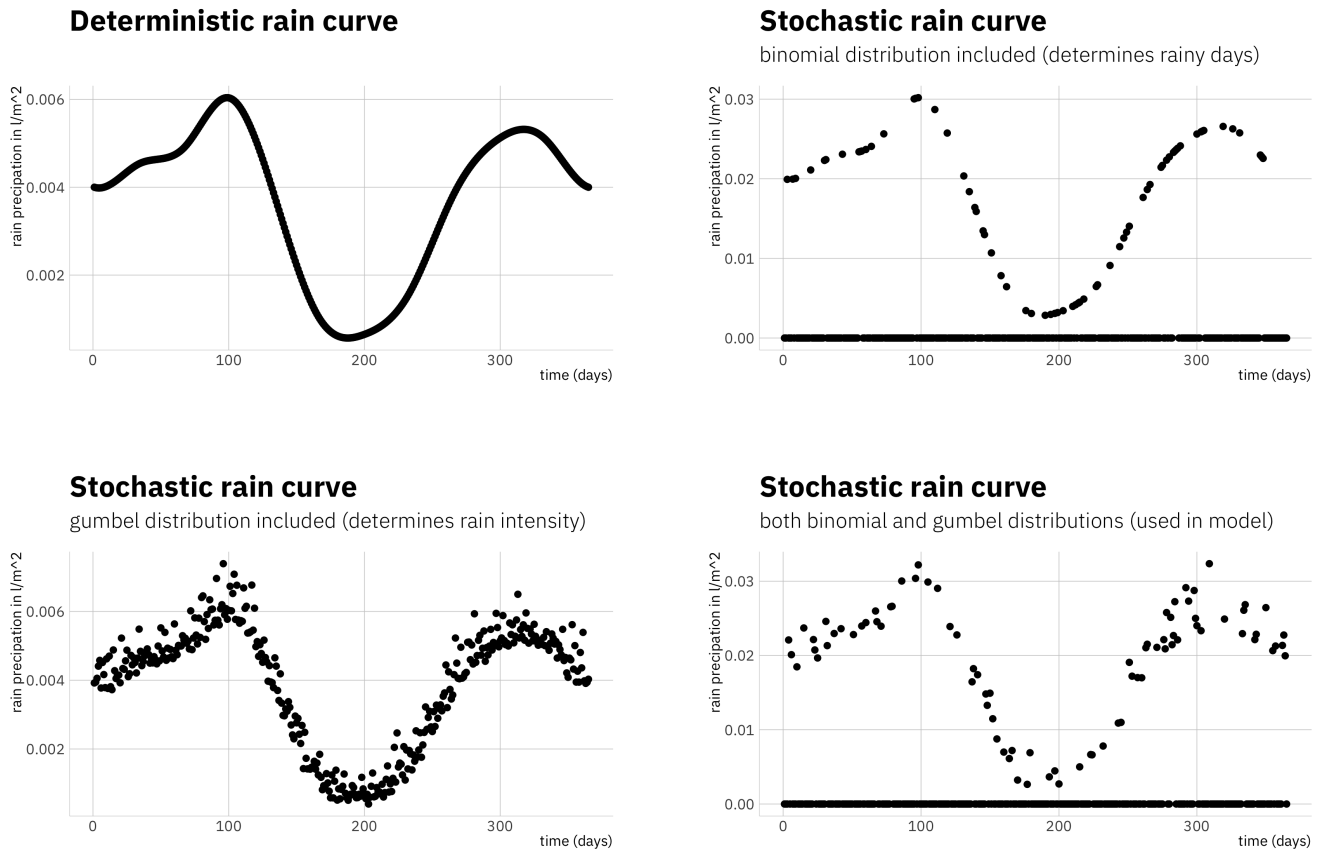 Deterministic rain curve
rain precipation in l/m^2
0.006
0.004
0.002
0
100
200
300
time (days)
Stochastic rain curve
binomial distribution included (determines rainy days)
rain precipation in l/m^2
0.03
0.02
0.01
0.00
0
100
200
300
time (days)
Stochastic rain curve
gumbel distribution included (determines rain intensity)
rain precipation in l/m^2
0.006
0.004
0.002
0
100
200
300
time (days)
Stochastic rain curve
both binomial and gumbel distributions (used in model)
rain precipation in l/m^2
0.03
0.02
0.01
0.00
0
100
200
300
time (days)